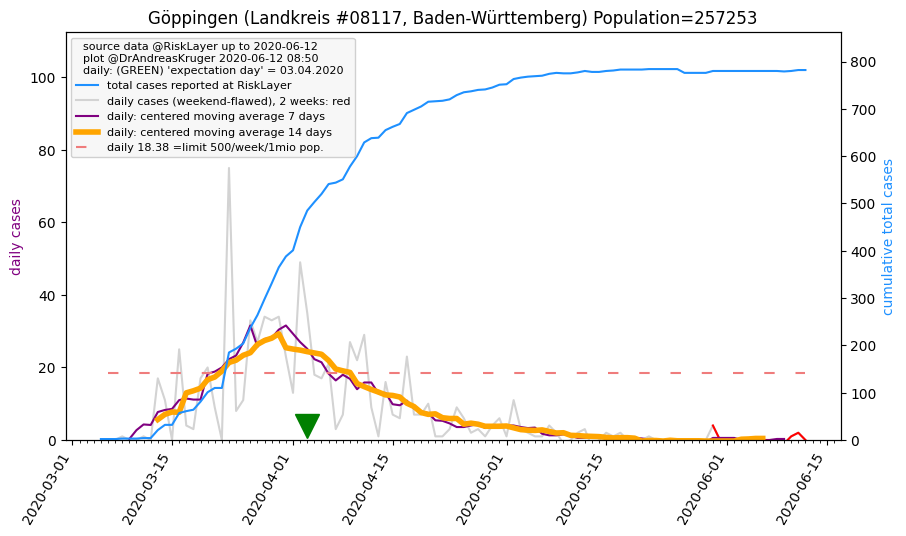 Göppingen (Landkreis #08117, Baden-Württemberg) Population=257253
source data @RiskLayer up to 2020-06-12
plot @DrAndreasKruger 2020-06-12 08:50
daily: (GREEN) 'expectation day' = 03.04.2020
total cases reported at RiskLayer
daily cases (weekend-flawed), 2 weeks: red
daily: centered moving average 7 days
daily: centered moving average 14 days
daily 18.38 =limit 500/week/1mio pop.
daily cases
100
80
60
40
20
0
cumulative total cases
800
700
600
500
400
300
200
100
0
2020-03-01
2020-03-15
2020-04-01
2020-04-15
2020-05-01
2020-05-15
2020-06-01
2020-06-15